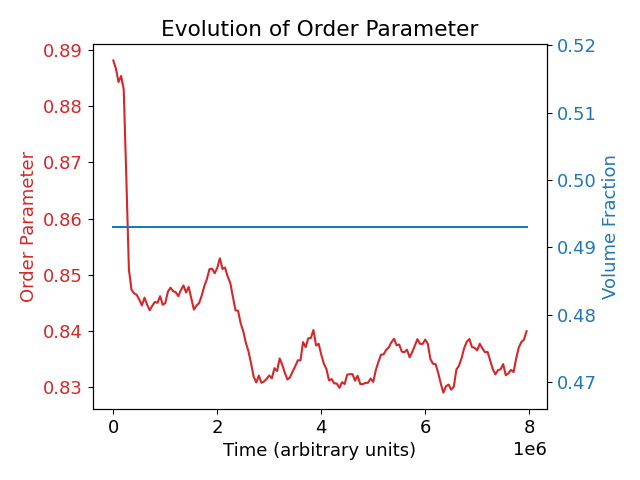 Evolution of Order Parameter
0.89
0.88
0.87
0.86
0.85
0.84
0.83
Order Parameter
0.52
0.51
0.50
0.49
0.48
0.47
Volume Fraction
0 2 4 6 8
1e6
Time (arbitrary units)